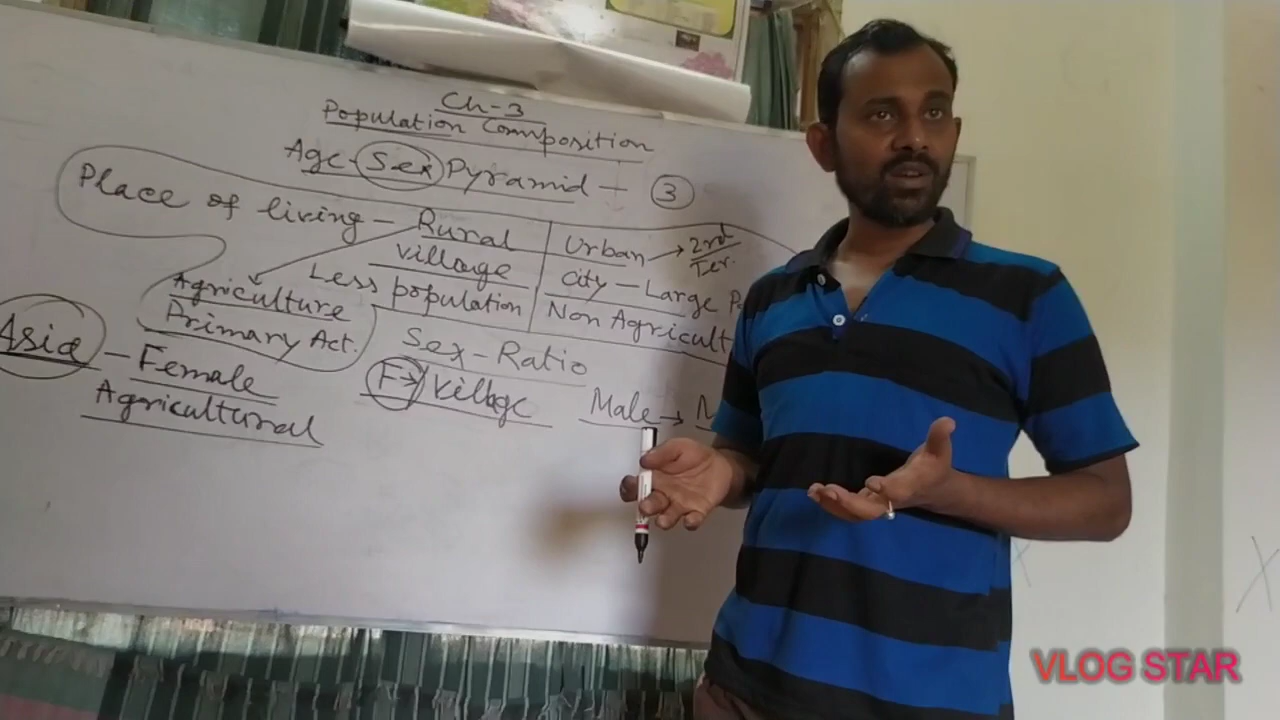 Ch-3
Population Composition
Age-Sex Pyramid - 3
Place of living - Rural Urban → 2nd
Ter.
village City - Large
Less population Non Agricult
Agriculture
Primary Act.
Sex-Ratio
Asia - Female
F→ village Male →
Agricultural
VLOG STAR